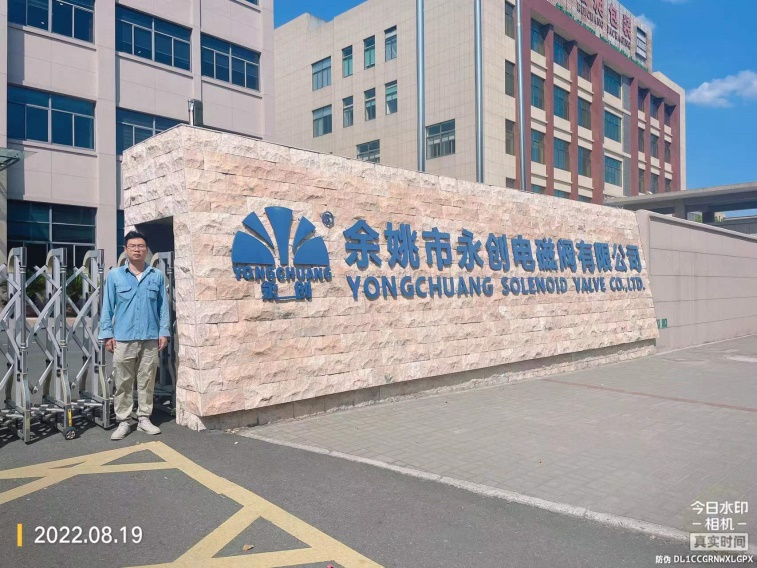 YONGCHUANG
永创
®
余姚市永创电磁阀有限公司
YONGCHUANG SOLENOID VALVE CO.,LTD.
2022.08.19
今日水印
-相机-
真实时间
防伪 DL1CCGRNWXLGPX